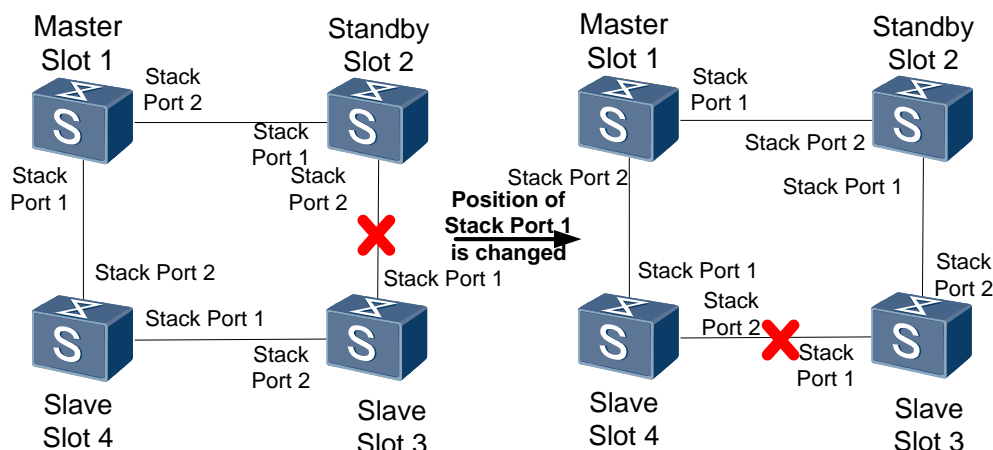 Master
Slot 1
Standby
Slot 2
Stack
Port 2
Stack
Port 1
Stack
Port 2
Stack
Port 1
Stack Port 2
Stack Port 1
Stack Port 1
Stack
Port 2
S
S
S
S
Slave
Slot 4
Slave
Slot 3
Position of
Stack Port 1
is changed
Master
Slot 1
Standby
Slot 2
Stack
Port 1
Stack Port 2
Stack Port 2
Stack Port 1
Stack Port 1
Stack
Port 2
Stack
Port 2
Stack
Port 1
S
S
S
S
Slave
Slot 4
Slave
Slot 3